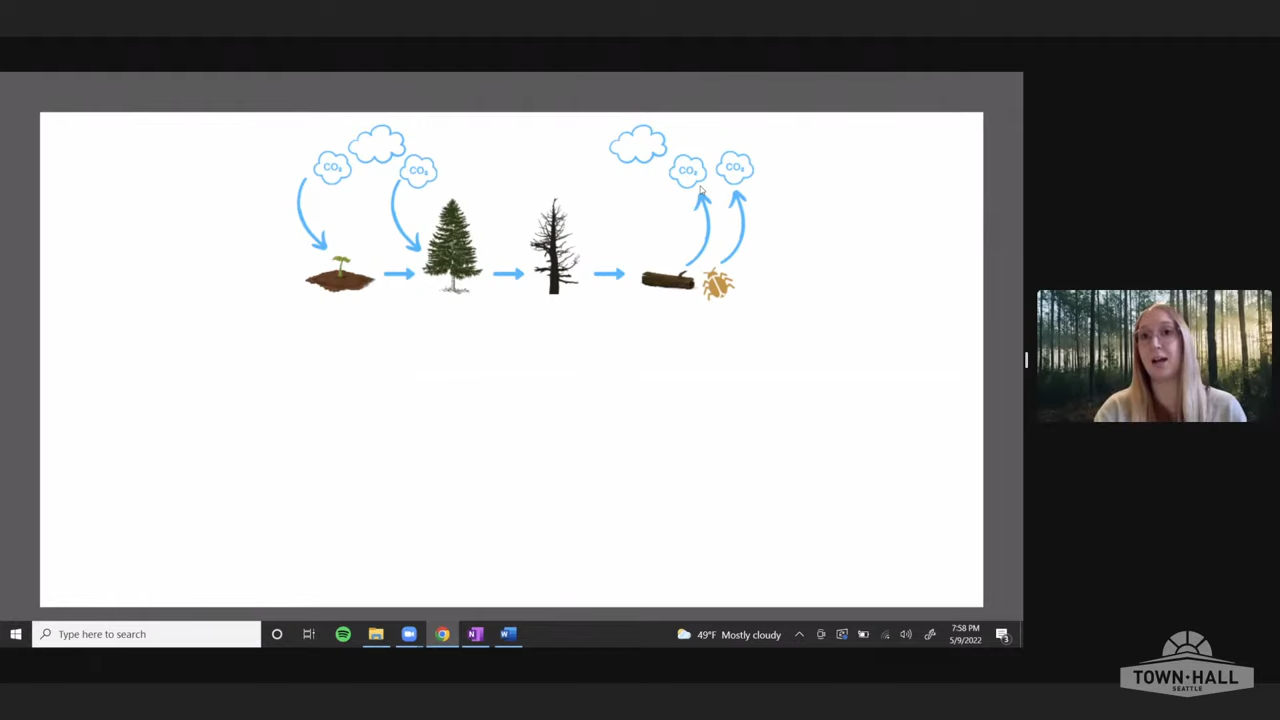 CO₂
CO₂
CO₂
CO₂
Type here to search
49°F Mostly cloudy
7:58 PM
5/9/2022
3
N
W
TOWN·HALL
SEATTLE